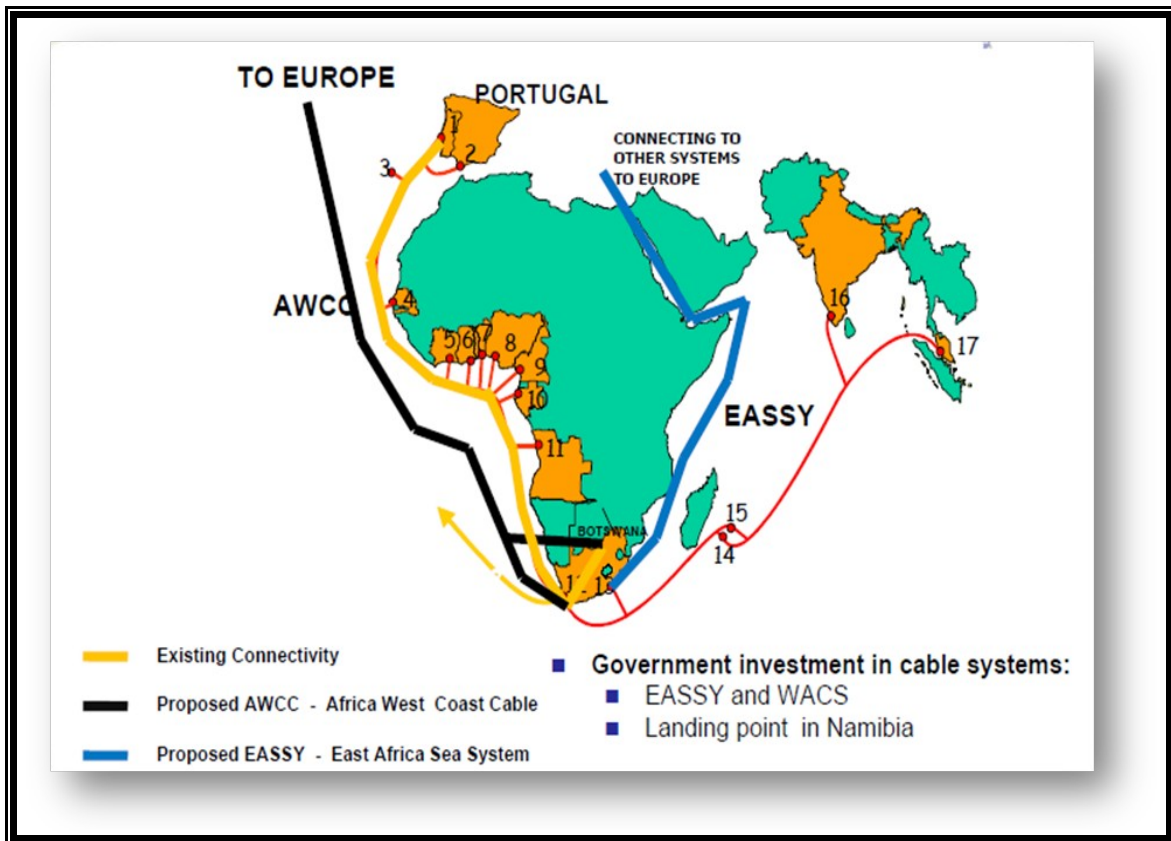 TO EUROPE
PORTUGAL
1
2
3
CONNECTING TO
OTHER SYSTEMS
TO EUROPE
AWCC
4
5 6 7 8
9
10
11
16
17
EASSY
BOTSWANA
15
14
Existing Connectivity
Proposed AWCC - Africa West Coast Cable
Proposed EASSY - East Africa Sea System
Government investment in cable systems:
EASSY and WACS
Landing point in Namibia